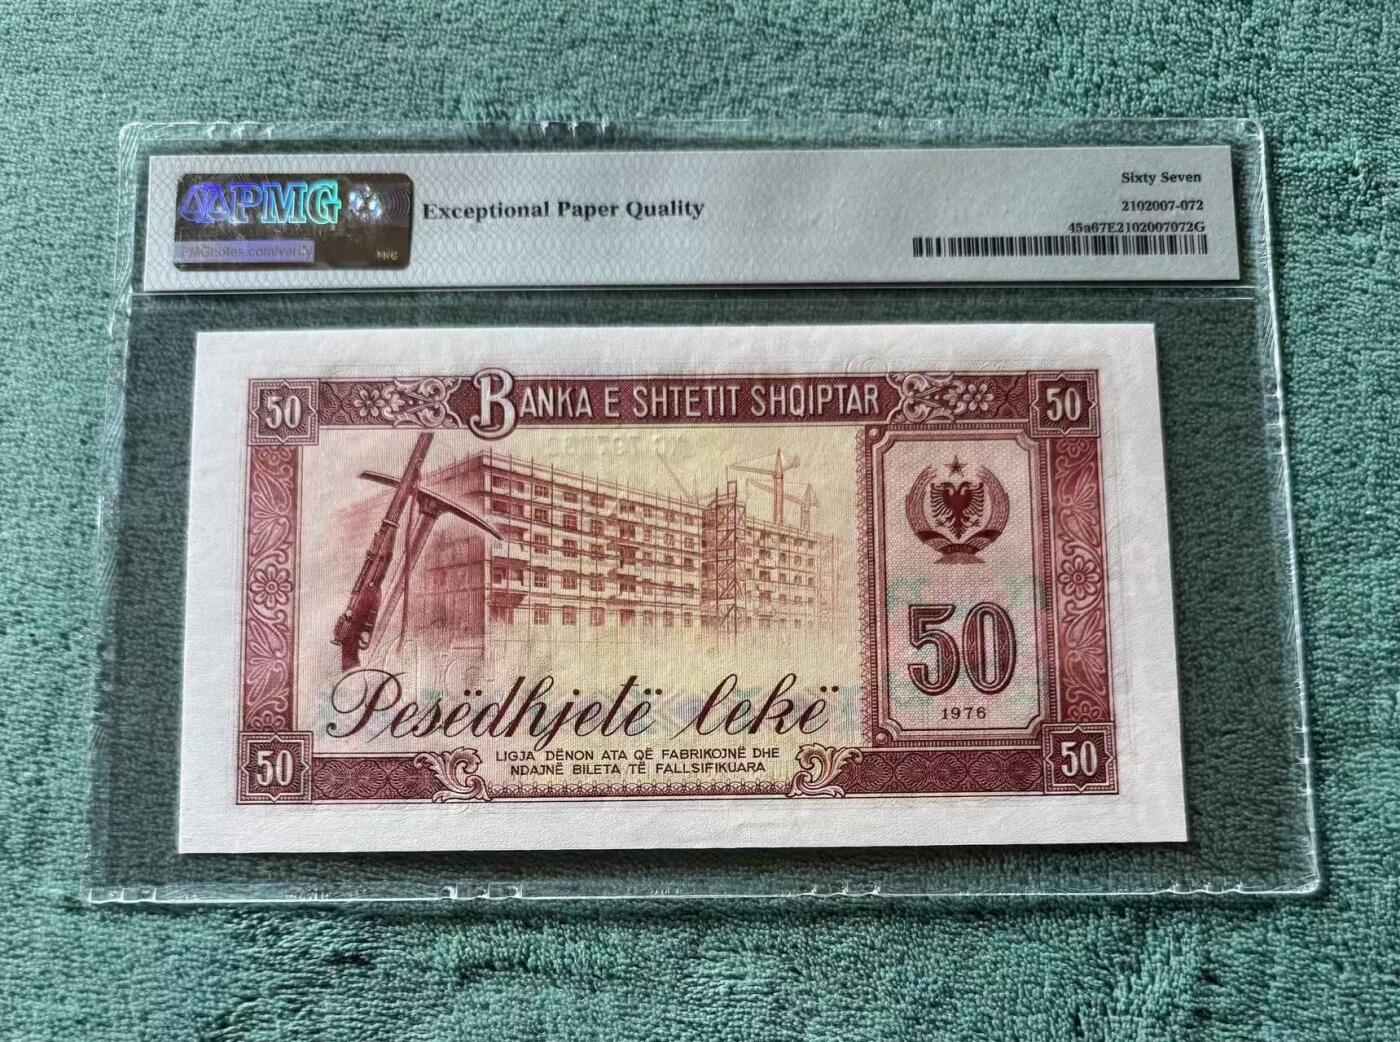 PMG
PMGnotes.com/verify
PMG
Exceptional Paper Quality
Sixty Seven
2102007-072
45a67E2102007072G
50
BANKA E SHTETIT SHQIPTAR
50
50
1976
Pesëdhjetë lekë
LIGJA DËNON ATA QË FABRIKOJNË DHE
NDAJNË BILETA TË FALLSIFIKUARA
50
50